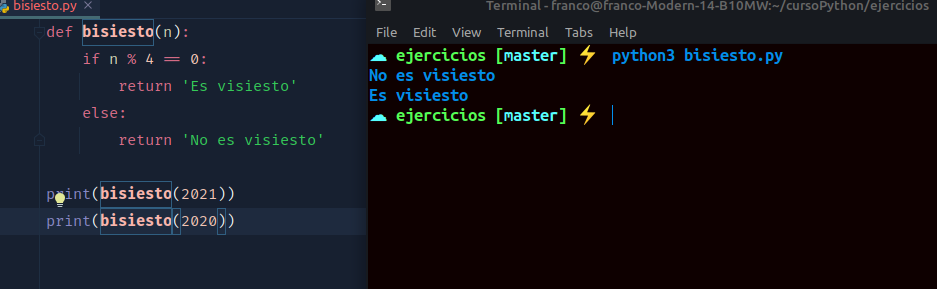 bisiesto.py ×
def bisiesto(n):
if n % 4 == 0:
return 'Es visiesto'
else:
return 'No es visiesto'
print(bisiesto(2021))
print(bisiesto(2020))
Terminal - franco@franco-Modern-14-B10MW:~/cursoPython/ejercicios
File Edit View Terminal Tabs Help
ejercicios [master] ⚡ python3 bisiesto.py
No es visiesto
Es visiesto
ejercicios [master] ⚡